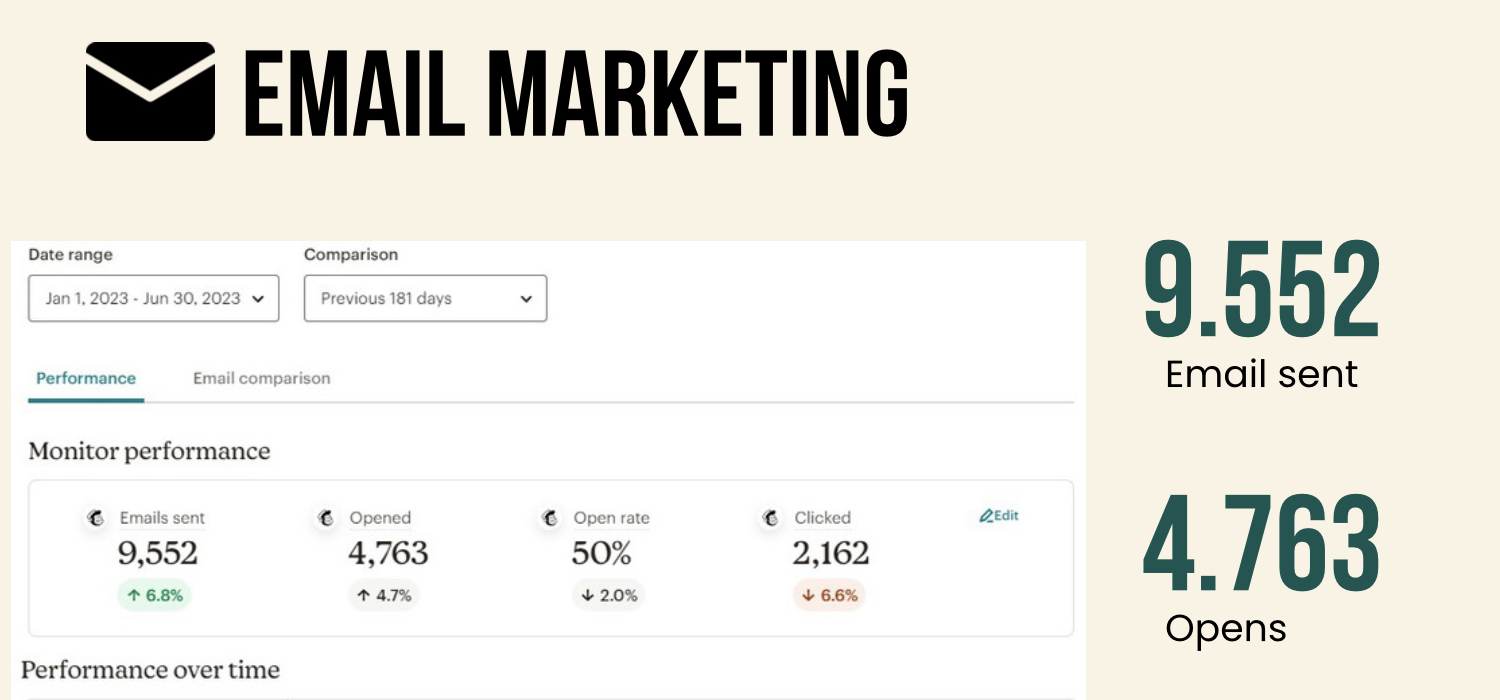 EMAIL MARKETING
Date range
Comparison
Jan 1, 2023 - Jun 30, 2023
Previous 181 days
Performance
Email comparison
Monitor performance
Emails sent
9,552
↑ 6.8%
Opened
4,763
↑ 4.7%
Open rate
50%
↓ 2.0%
Clicked
2,162
↓ 6.6%
Edit
Performance over time
9.552
Email sent
4.763
Opens